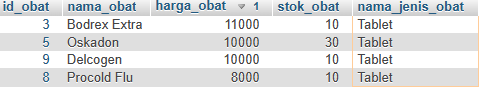 id_obat nama_obat harga_obat 1 stok_obat nama_jenis_obat
3 Bodrex Extra 11000 10 Tablet
5 Oskadon 10000 30 Tablet
9 Delcogen 10000 10 Tablet
8 Procold Flu 8000 10 Tablet